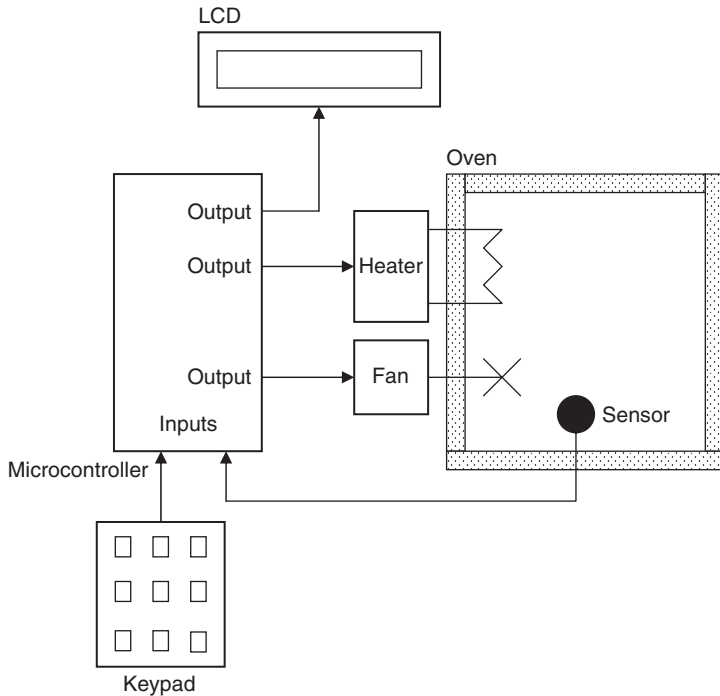 LCD
Oven
Output
Output
Heater
Output
Fan
Inputs
Sensor
Microcontroller
Keypad